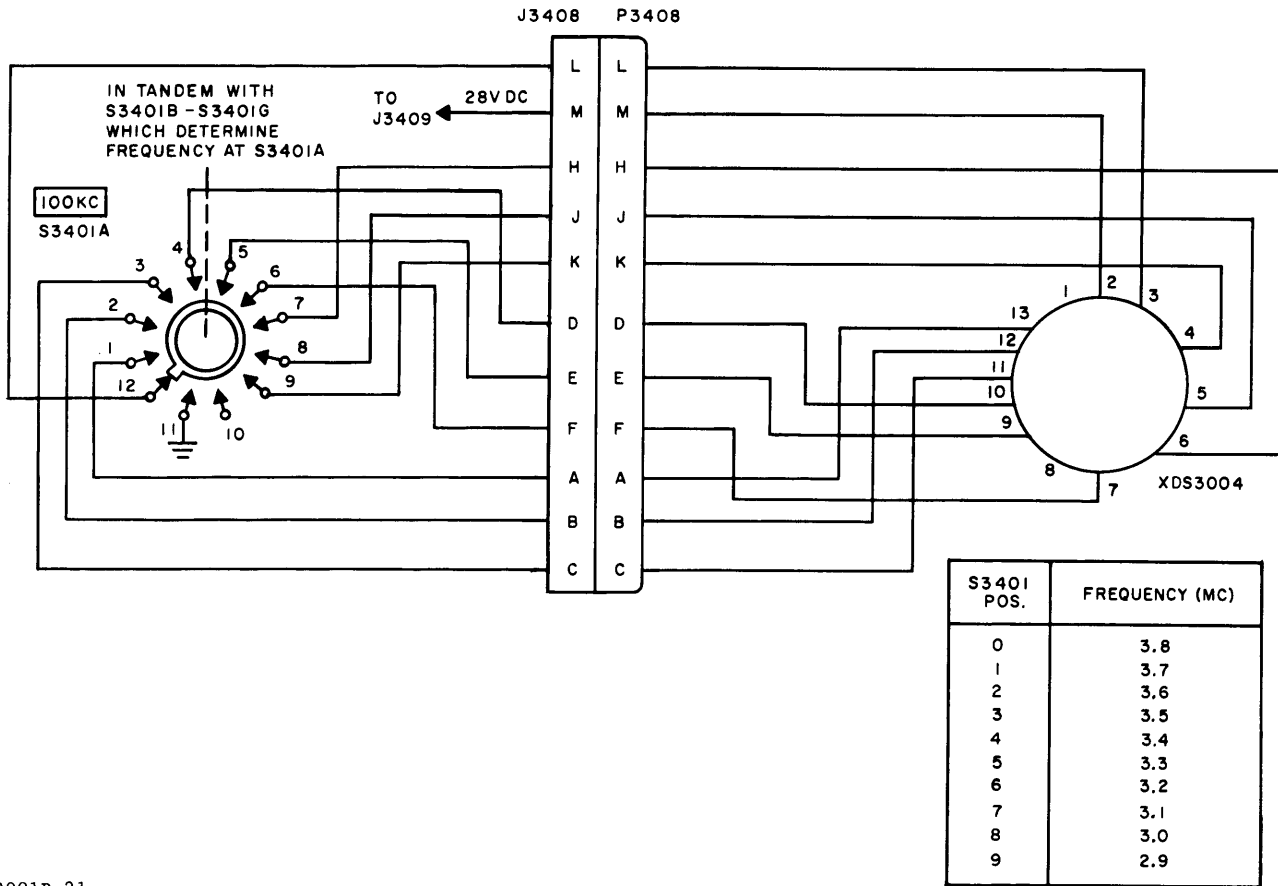 J3408 P3408
IN TANDEM WITH
S3401B-S3401G
WHICH DETERMINE
FREQUENCY AT S3401A
TO
J3409
28V DC
100KC
S3401A
1
2
3
4
5
6
7
8
9
10
11
12
L L
M M
H H
J J
K K
D D
E E
F F
A A
B B
C C
1
2
3
4
5
6
7
8
9
10
11
12
13
XDS3004
S3401 POS. FREQUENCY (MC)
0 3.8
1 3.7
2 3.6
3 3.5
4 3.4
5 3.3
6 3.2
7 3.1
8 3.0
9 2.9